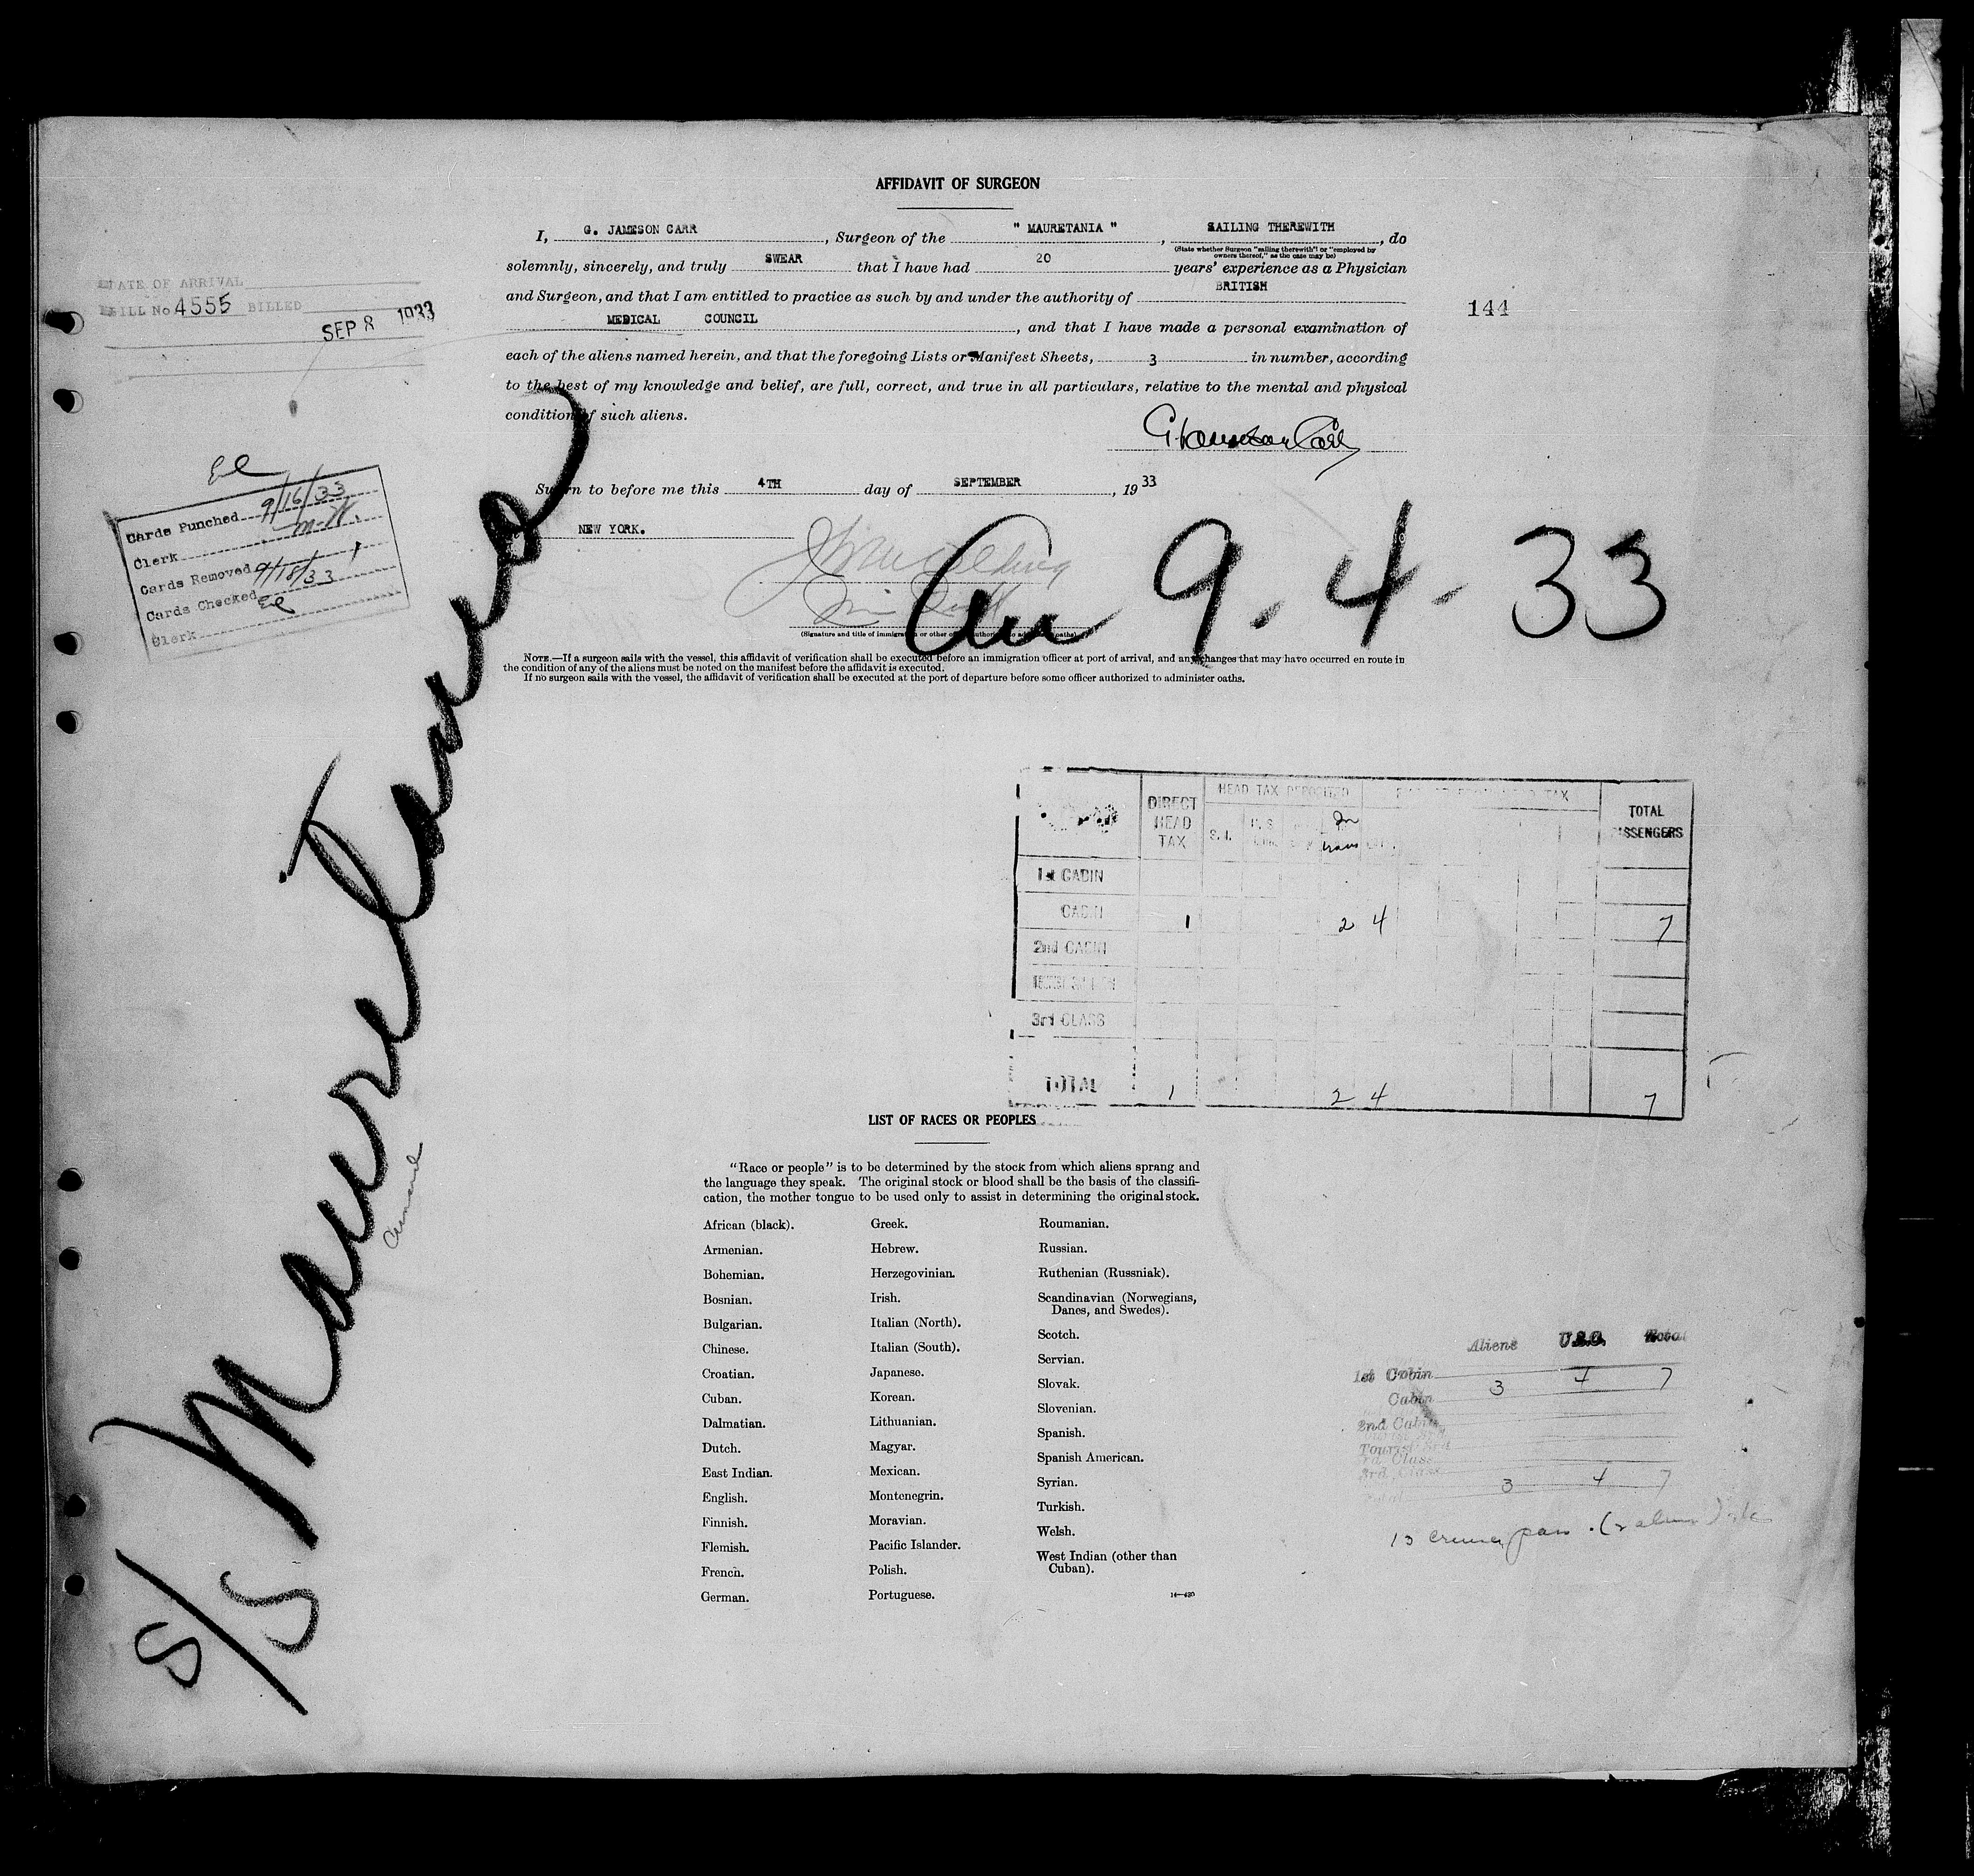 AFFIDAVIT OF SURGEON
I, G. JAMESON CARR, Surgeon of the " MAURETANIA ", SAILING THEREWITH, do
(State whether Surgeon "sailing therewith" or "employed by owners thereof," as the case may be)
solemnly, sincerely, and truly SWEAR that I have had 20 years' experience as a Physician
and Surgeon, and that I am entitled to practice as such by and under the authority of BRITISH
MEDICAL COUNCIL, and that I have made a personal examination of
each of the aliens named herein, and that the foregoing Lists or Manifest Sheets, 3 in number, according
to the best of my knowledge and belief, are full, correct, and true in all particulars, relative to the mental and physical
condition of such aliens.
144
DATE OF ARRIVAL
BILL No 4555 BILLED
SEP 8 1933
Sworn to before me this 4TH day of SEPTEMBER, 1933
NEW YORK.
Cards Punched 9/16/33
Clerk
Cards Removed 9/18/33
Cards Checked
Clerk
9.4-33
NOTE.—If a surgeon sails with the vessel, this affidavit of verification shall be executed before an immigration officer at port of arrival, and any changes that may have occurred en route in
the condition of any of the aliens must be noted on the manifest before the affidavit is executed.
If no surgeon sails with the vessel, the affidavit of verification shall be executed at the port of departure before some officer authorized to administer oaths.
S/S Mauretania
Cunard
DIRECT HEAD TAX
HEAD TAX DEPOSITED
TOTAL PASSENGERS
1st CABIN
CABIN 1 2 4 7
2nd CABIN
3rd CLASS
TOTAL 1 2 4 7
LIST OF RACES OR PEOPLES
"Race or people" is to be determined by the stock from which aliens sprang and
the language they speak. The original stock or blood shall be the basis of the classifi-
cation, the mother tongue to be used only to assist in determining the original stock.
African (black).
Armenian.
Bohemian.
Bosnian.
Bulgarian.
Chinese.
Croatian.
Cuban.
Dalmatian.
Dutch.
East Indian.
English.
Finnish.
Flemish.
French.
German.
Greek.
Hebrew.
Herzegovinian.
Irish.
Italian (North).
Italian (South).
Japanese.
Korean.
Lithuanian.
Magyar.
Mexican.
Montenegrin.
Moravian.
Pacific Islander.
Polish.
Portuguese.
Roumanian.
Russian.
Ruthenian (Russniak).
Scandinavian (Norwegians,
Danes, and Swedes).
Scotch.
Servian.
Slovak.
Slovenian.
Spanish.
Spanish American.
Syrian.
Turkish.
Welsh.
West Indian (other than
Cuban).
Aliens U.S.C. Total
1st Cabin
Cabin 3 4 7
2nd Cabin
3rd Class
Total 3 4 7